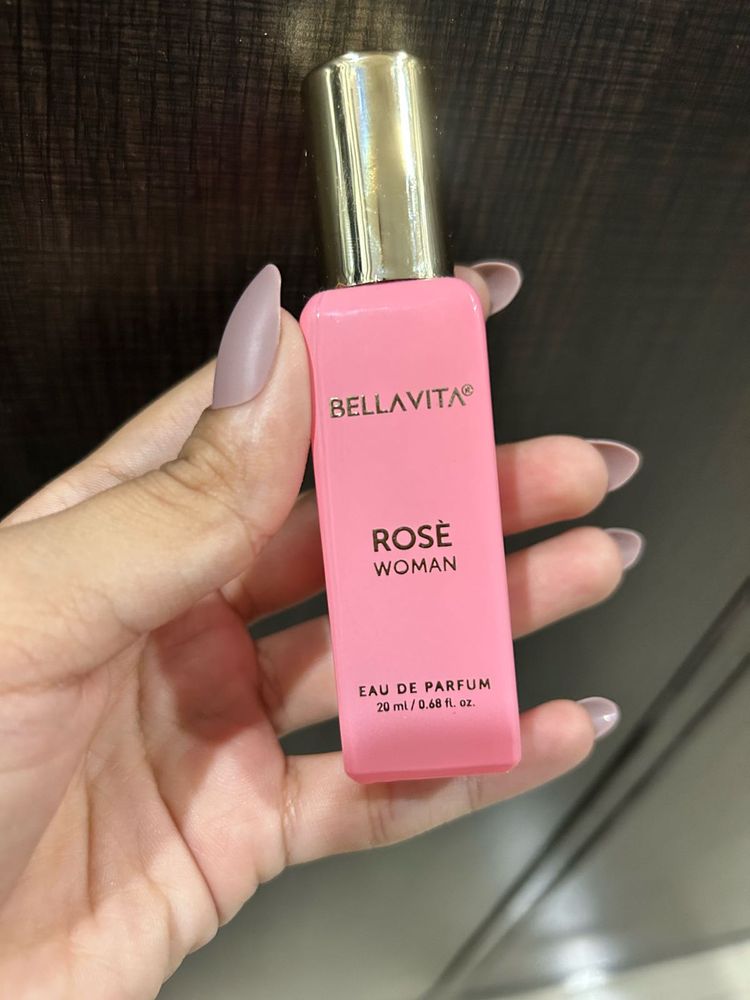 BELLAVITA®
ROSÈ
WOMAN
EAU DE PARFUM
20 ml / 0.68 fl. oz.